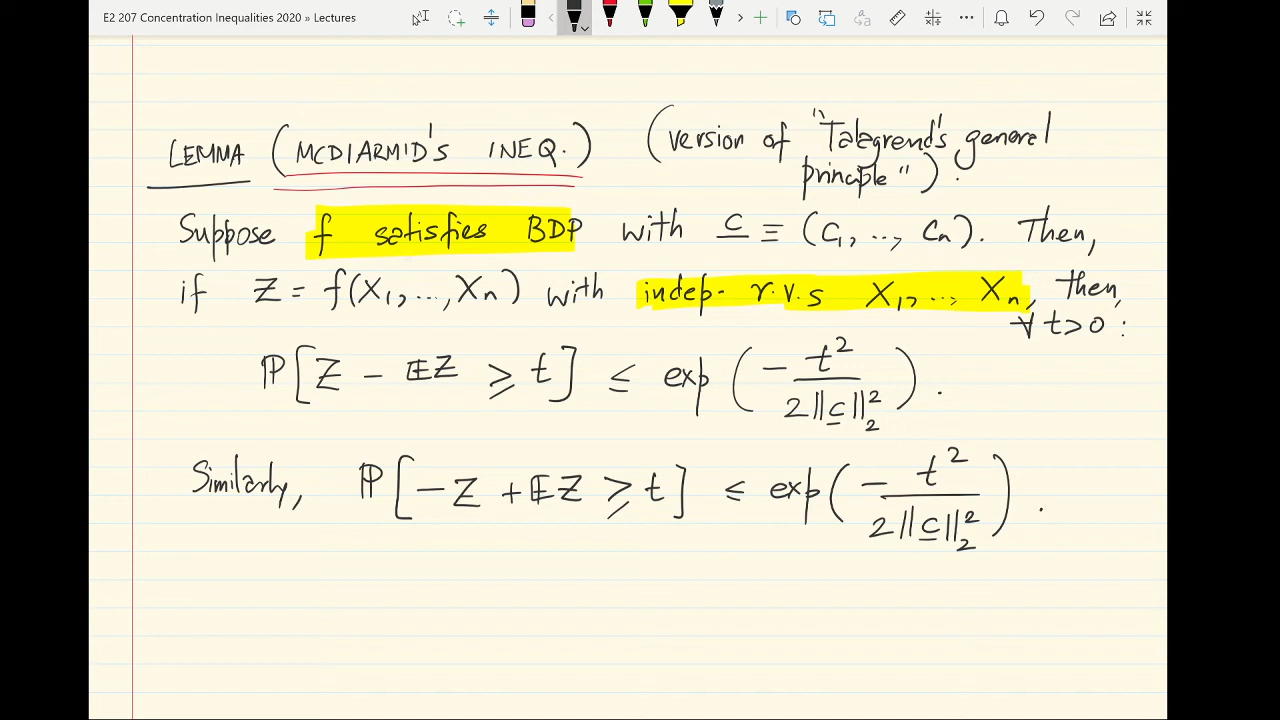 E2 207 Concentration Inequalities 2020 » Lectures
LEMMA (MCDIARMID'S INEQ.) (version of "Talagrand's general
principle").
Suppose f satisfies BDP with c ≡ (C₁, .., Cₙ). Then,
if Z = f(X₁, ..., Xₙ) with indep. r.v.s X₁, ..., Xₙ, then,
∀ t > 0 :
ℙ[Z − 𝔼Z ⩾ t] ≤ exp(− t² / 2‖c‖₂²).
Similarly, ℙ[−Z + 𝔼Z ⩾ t] ≤ exp(− t² / 2‖c‖₂²).